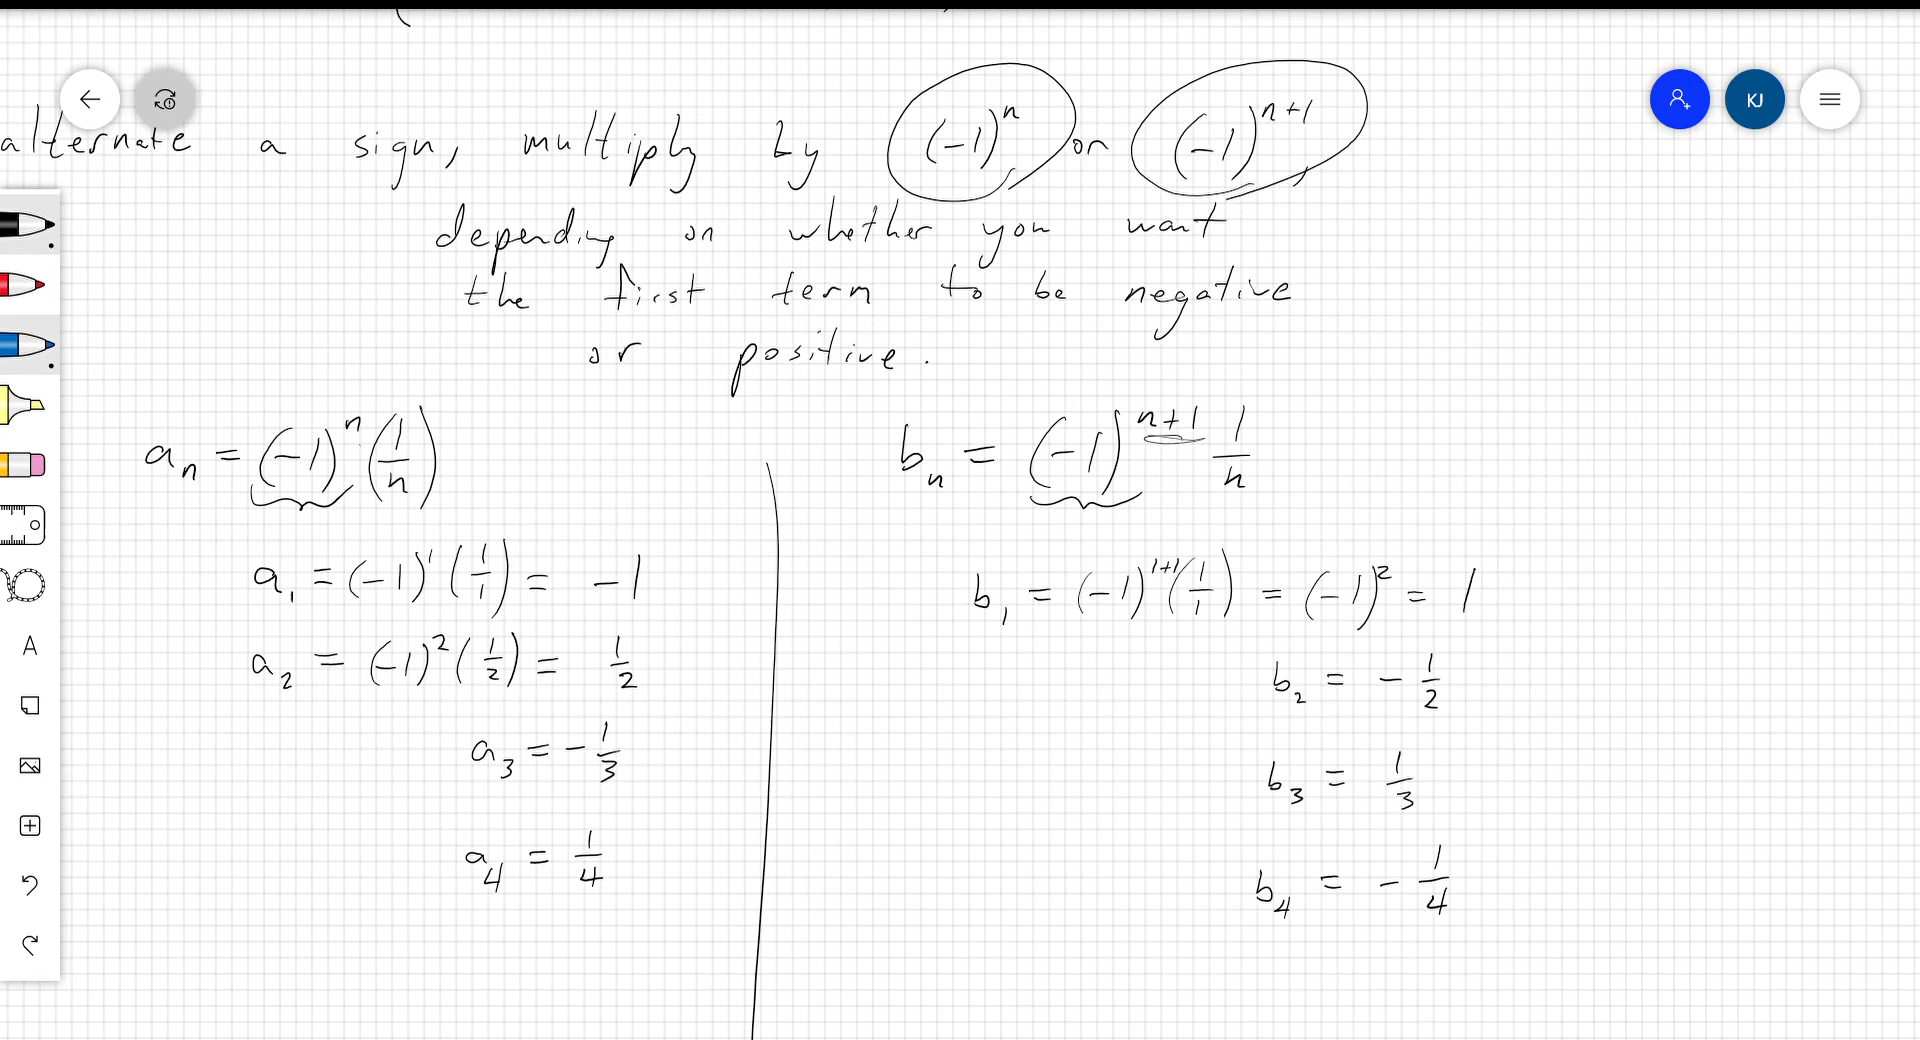 alternate a sign, multiply by (-1)^n, or (-1)^{n+1},
depending on whether you want
the first term to be negative
or positive.
a_n = (-1)^n (1/n)
a_1 = (-1)^1 (1/1) = -1
a_2 = (-1)^2 (1/2) = 1/2
a_3 = -1/3
a_4 = 1/4
b_n = (-1)^{n+1} 1/n
b_1 = (-1)^{1+1} (1/1) = (-1)^2 = 1
b_2 = -1/2
b_3 = 1/3
b_4 = -1/4
KJ
A